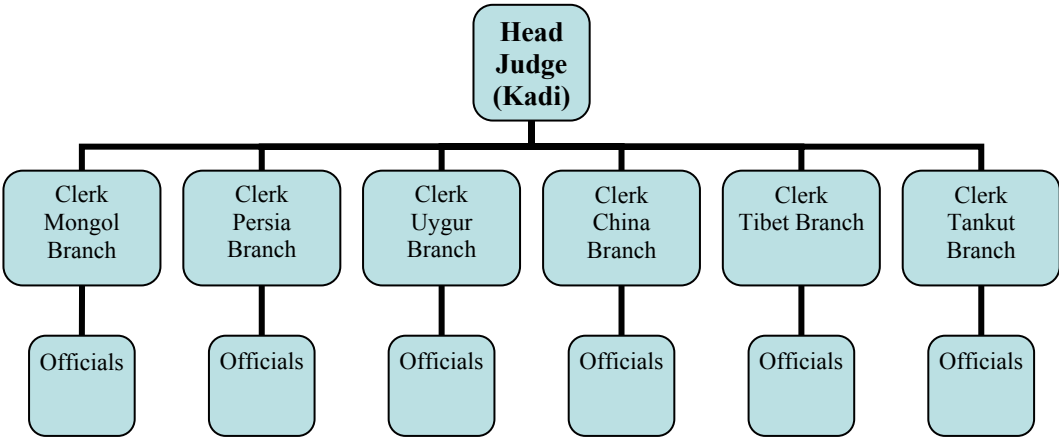 Head
Judge
(Kadi)
Clerk
Mongol
Branch
Clerk
Persia
Branch
Clerk
Uygur
Branch
Clerk
China
Branch
Clerk
Tibet Branch
Clerk
Tankut
Branch
Officials
Officials
Officials
Officials
Officials
Officials